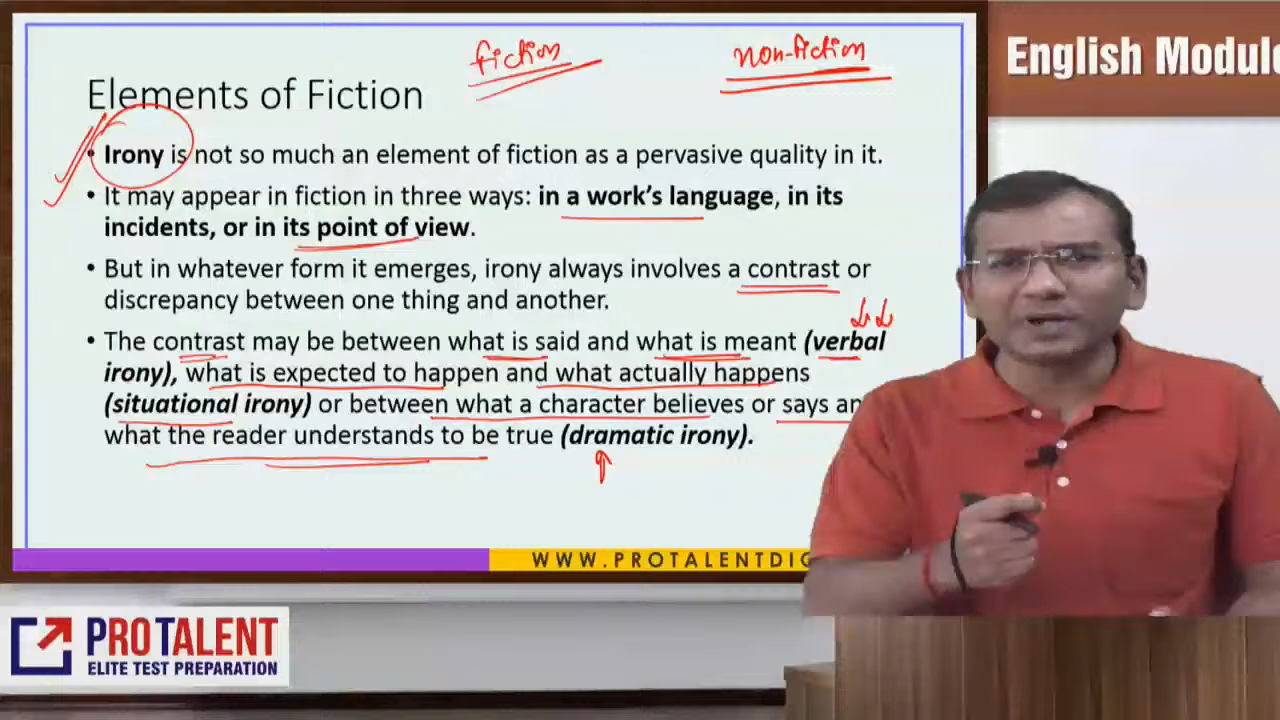 fiction
non-fiction
English Module
Elements of Fiction
• Irony is not so much an element of fiction as a pervasive quality in it.
• It may appear in fiction in three ways: in a work's language, in its
incidents, or in its point of view.
• But in whatever form it emerges, irony always involves a contrast or
discrepancy between one thing and another.
• The contrast may be between what is said and what is meant (verbal
irony), what is expected to happen and what actually happens
(situational irony) or between what a character believes or says an
what the reader understands to be true (dramatic irony).
WWW.PROTALENTDIG
PROTALENT
ELITE TEST PREPARATION